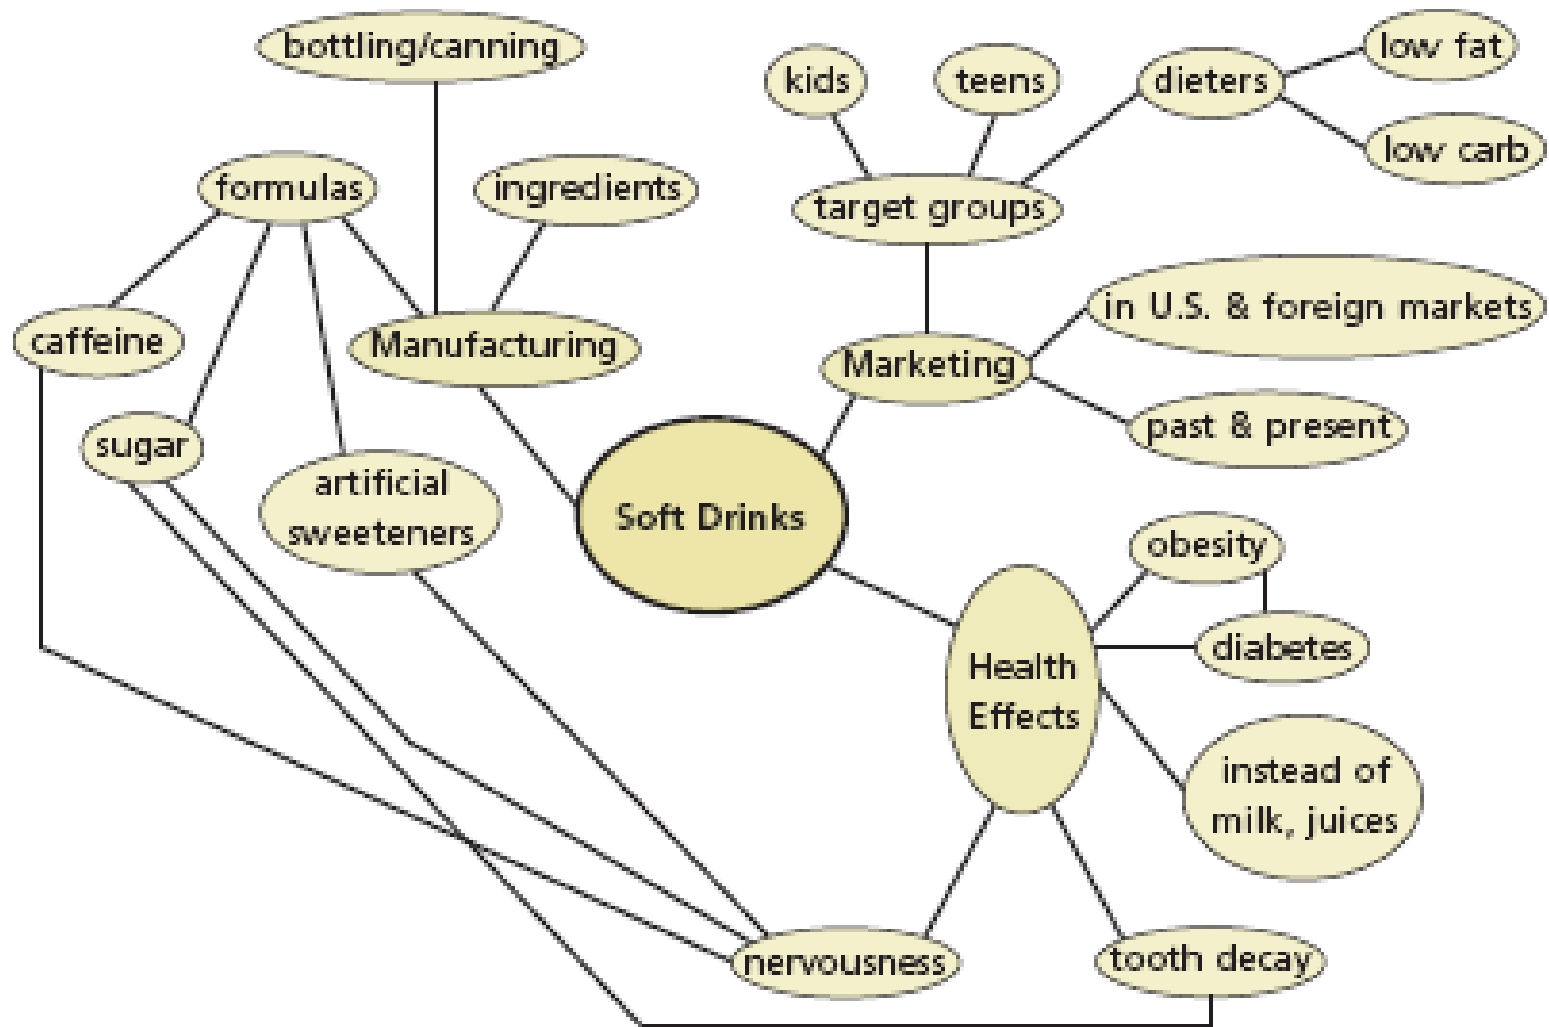 bottling/canning
formulas
ingredients
caffeine
Manufacturing
sugar
artificial
sweeteners
kids
teens
dieters
low fat
low carb
target groups
in U.S. & foreign markets
Marketing
past & present
Soft Drinks
obesity
diabetes
Health
Effects
instead of
milk, juices
nervousness
tooth decay